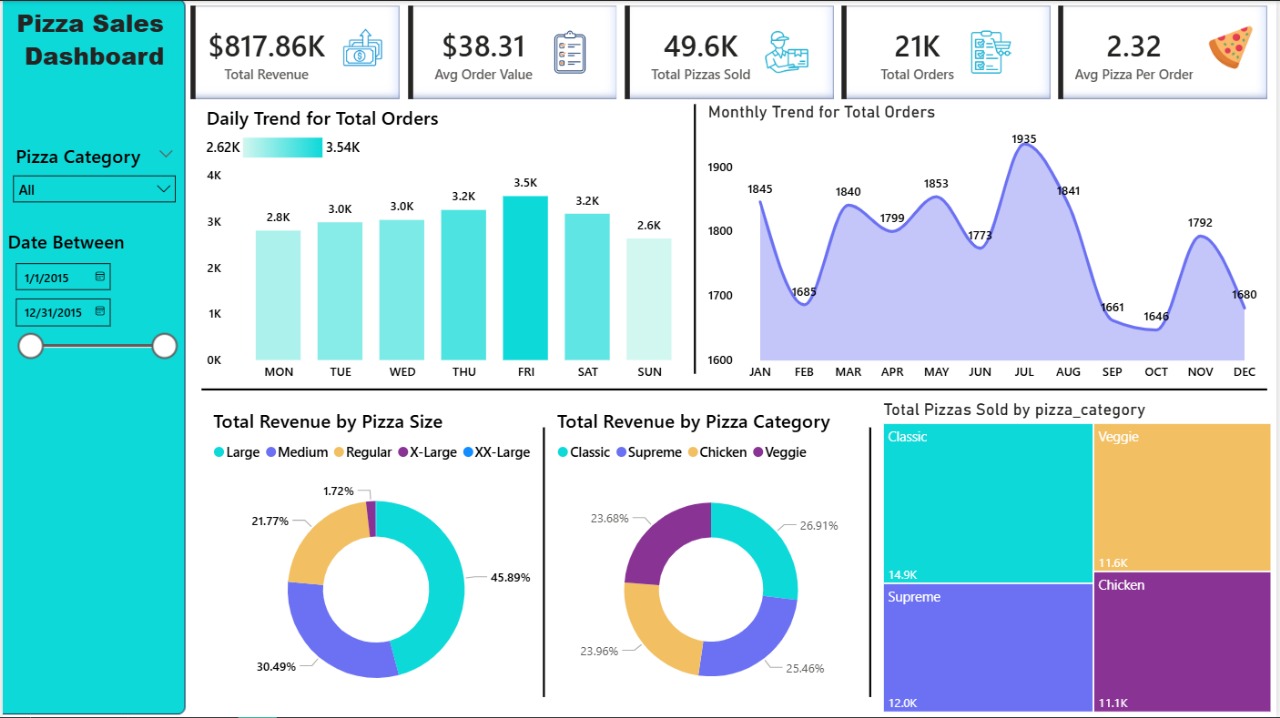 Pizza Sales
Dashboard
Pizza Category
All
Date Between
1/1/2015
12/31/2015
$817.86K
Total Revenue
$38.31
Avg Order Value
49.6K
Total Pizzas Sold
21K
Total Orders
2.32
Avg Pizza Per Order
Daily Trend for Total Orders
2.62K 3.54K
4K
3K
2K
1K
0K
2.8K 3.0K 3.0K 3.2K 3.5K 3.2K 2.6K
MON TUE WED THU FRI SAT SUN
Monthly Trend for Total Orders
1900
1800
1700
1600
1845 1685 1840 1799 1853 1773 1935 1841 1661 1646 1792 1680
JAN FEB MAR APR MAY JUN JUL AUG SEP OCT NOV DEC
Total Revenue by Pizza Size
Large Medium Regular X-Large XX-Large
1.72%
21.77%
45.89%
30.49%
Total Revenue by Pizza Category
Classic Supreme Chicken Veggie
23.68%
26.91%
23.96%
25.46%
Total Pizzas Sold by pizza_category
Classic
14.9K
Supreme
12.0K
Veggie
11.6K
Chicken
11.1K